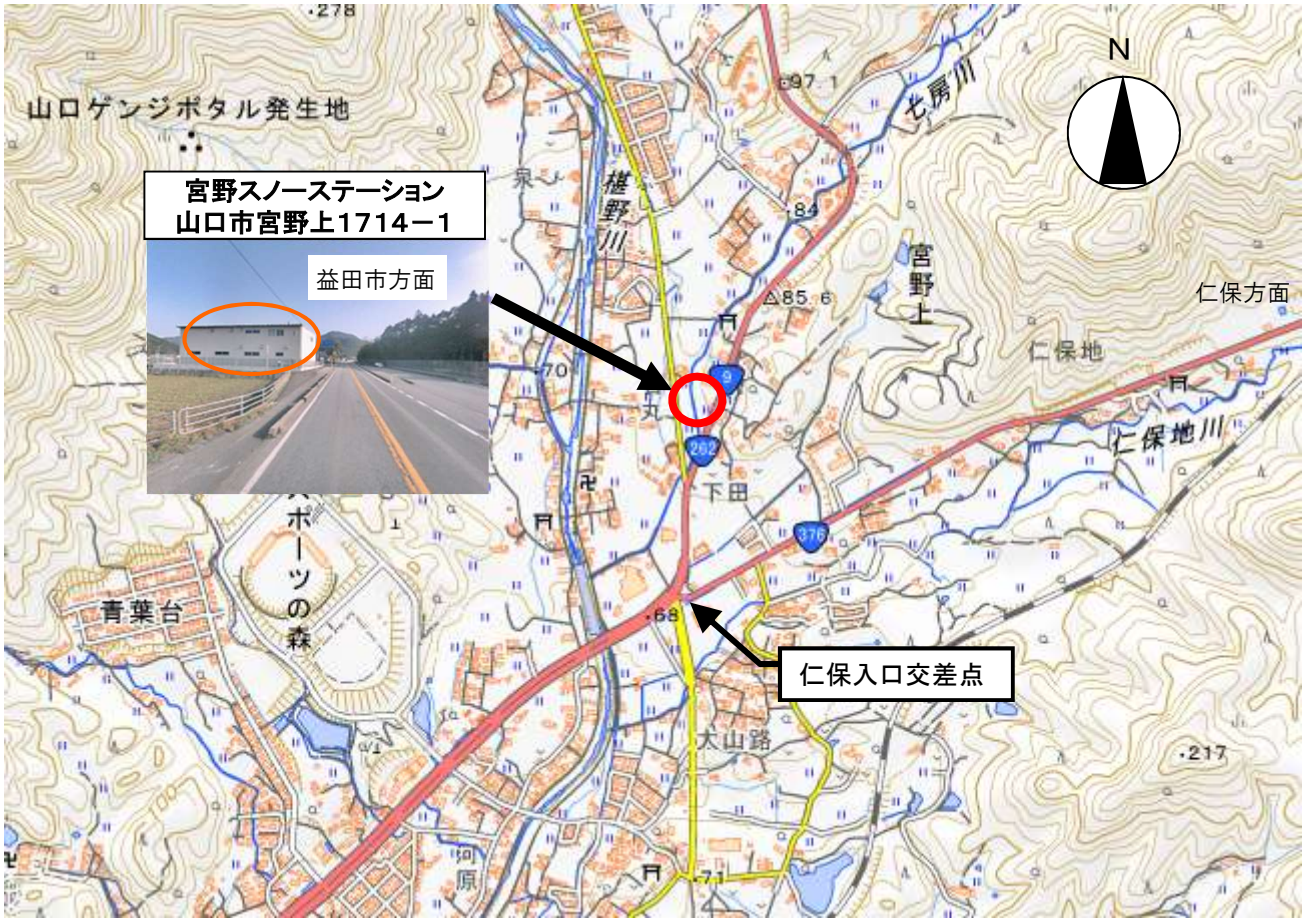 ・278
N
・97.1
七房川
山口ゲンジボタル発生地
宮野スノーステーション
山口市宮野上1714－1
泉
椹野川
・84
宮野上
益田市方面
△85.6
仁保方面
仁保地
・70
9
丸
仁保地川
262
下田
376
スポーツの森
青葉台
・68
仁保入口交差点
大山路
・217
河原
・71